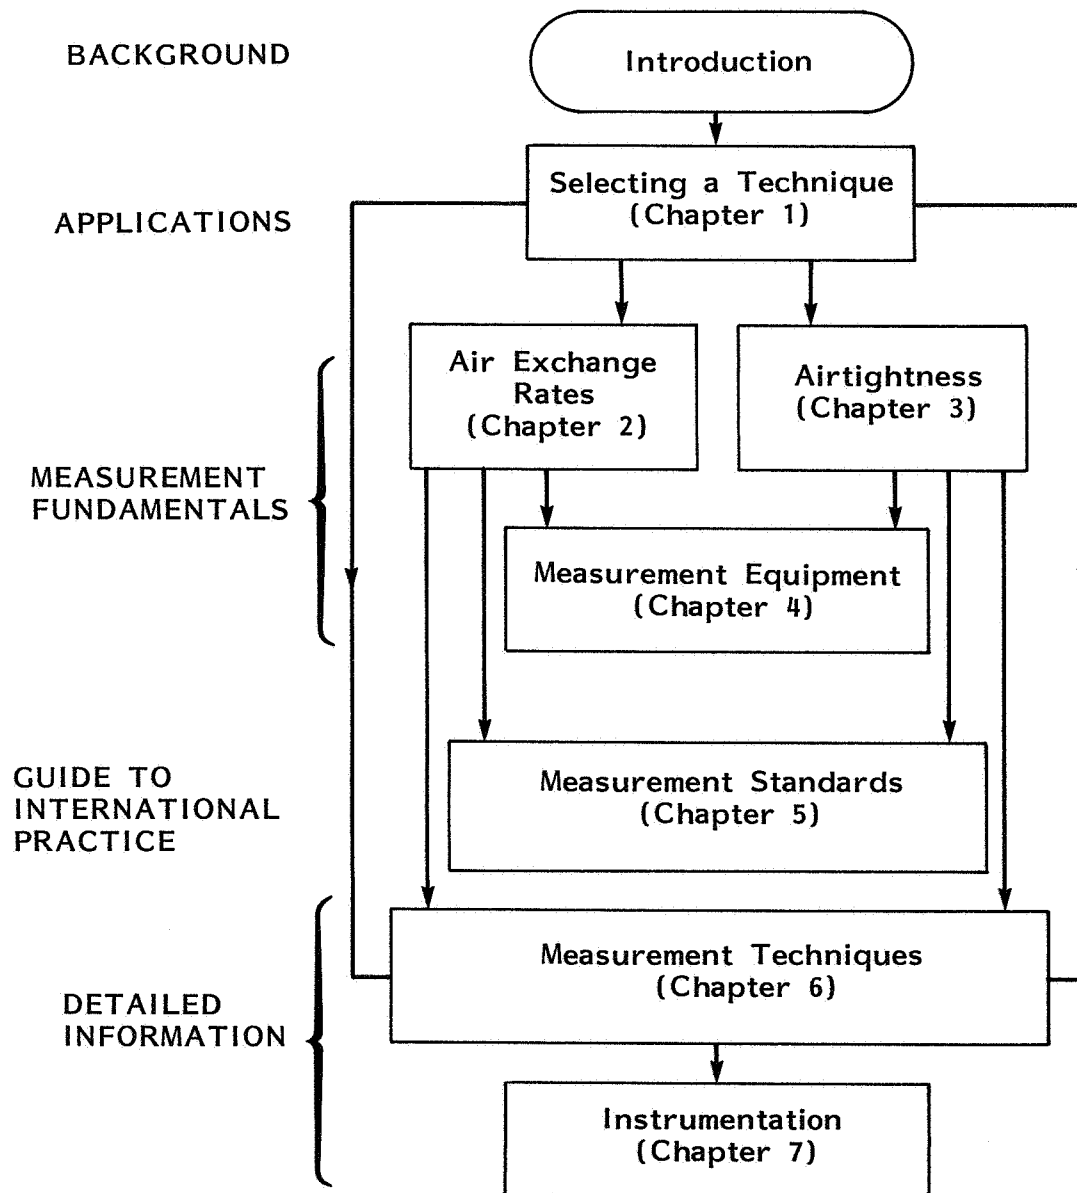 BACKGROUND
Introduction
APPLICATIONS
Selecting a Technique
(Chapter 1)
Air Exchange
Rates
(Chapter 2)
Airtightness
(Chapter 3)
MEASUREMENT
FUNDAMENTALS
Measurement Equipment
(Chapter 4)
GUIDE TO
INTERNATIONAL
PRACTICE
Measurement Standards
(Chapter 5)
DETAILED
INFORMATION
Measurement Techniques
(Chapter 6)
Instrumentation
(Chapter 7)